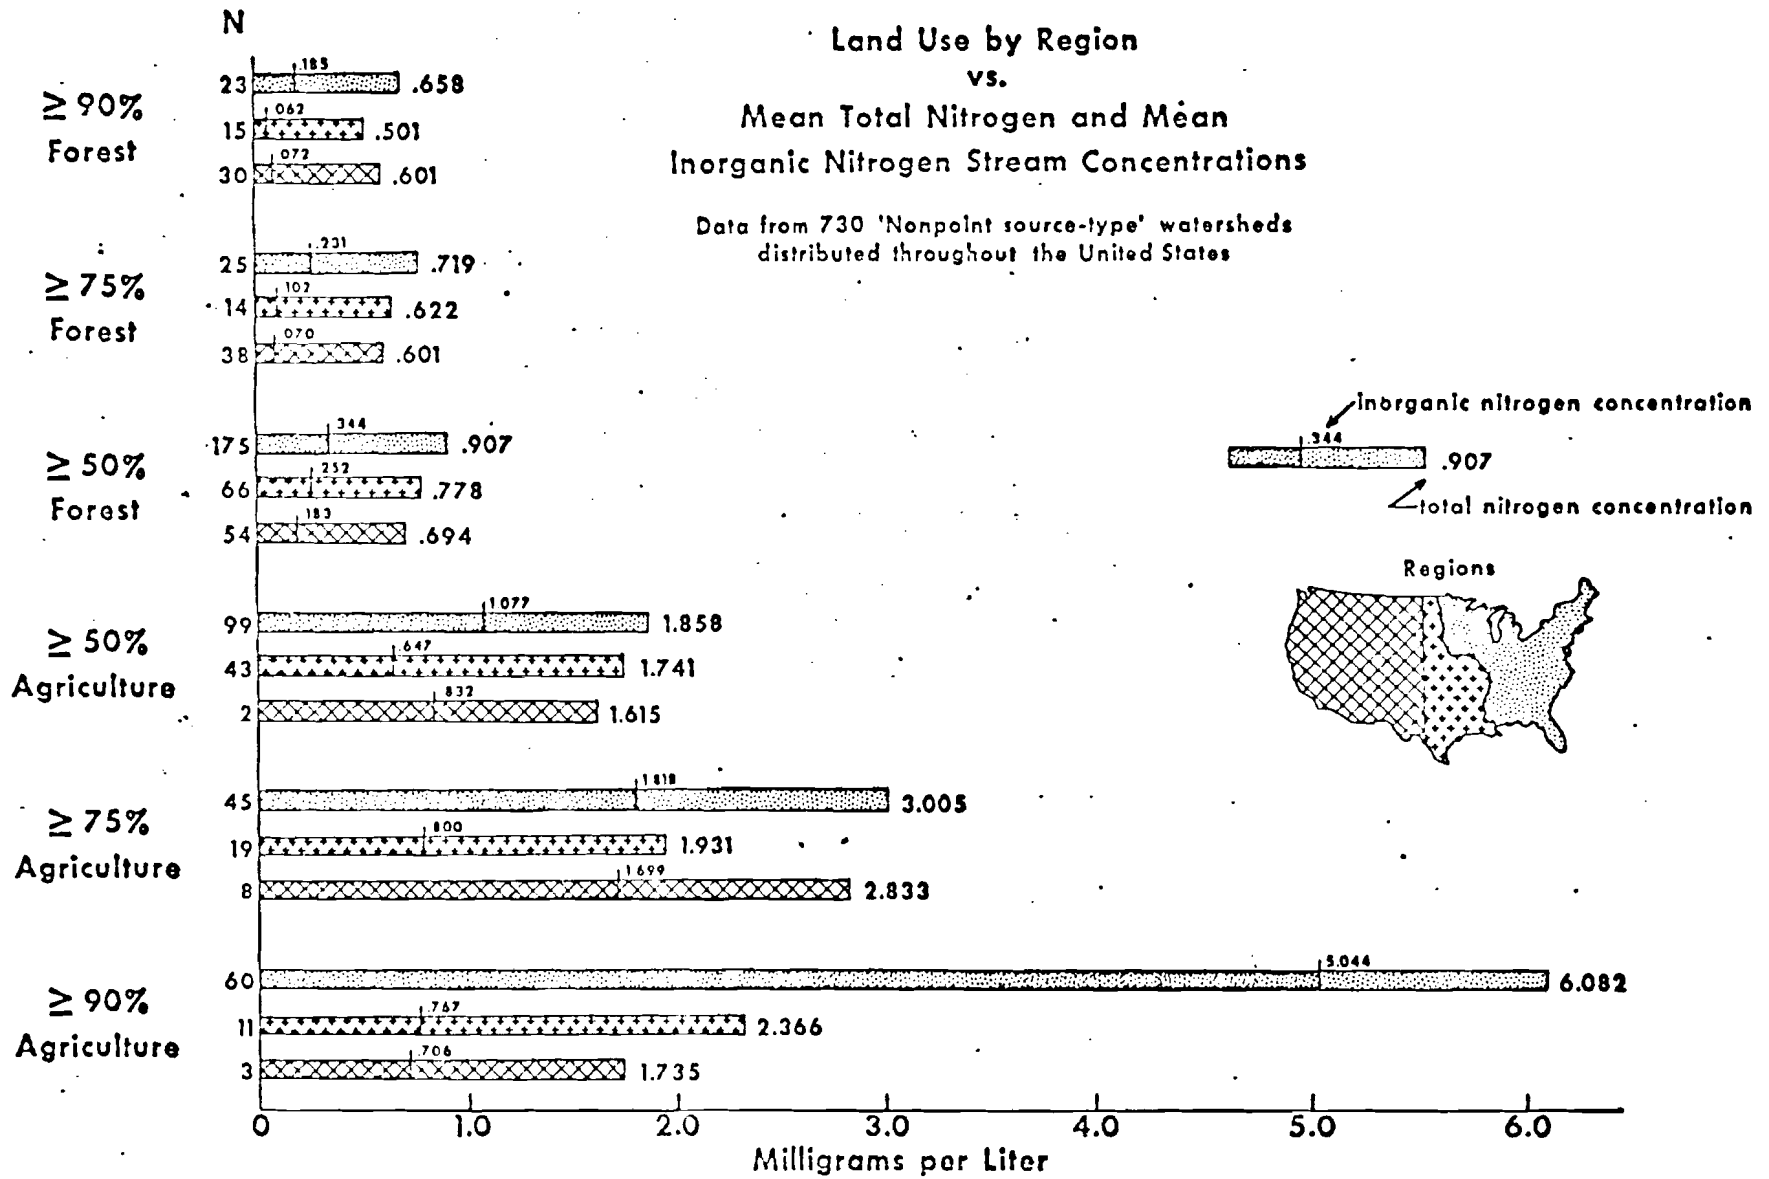 N
Land Use by Region
vs.
Mean Total Nitrogen and Mean
Inorganic Nitrogen Stream Concentrations
Data from 730 'Nonpoint source-type' watersheds
distributed throughout the United States
≥ 90%
Forest
23 .185 .658
15 .062 .501
30 .072 .601
≥ 75%
Forest
25 .231 .719
14 .102 .622
38 .070 .601
≥ 50%
Forest
175 .344 .907
66 .252 .778
54 .183 .694
inorganic nitrogen concentration
.344
.907
total nitrogen concentration
Regions
≥ 50%
Agriculture
99 1.077 1.858
43 .647 1.741
2 .832 1.615
≥ 75%
Agriculture
45 1.818 3.005
19 .800 1.931
8 1.699 2.833
≥ 90%
Agriculture
60 5.044 6.082
11 .767 2.366
3 .706 1.735
0 1.0 2.0 3.0 4.0 5.0 6.0
Milligrams per Liter